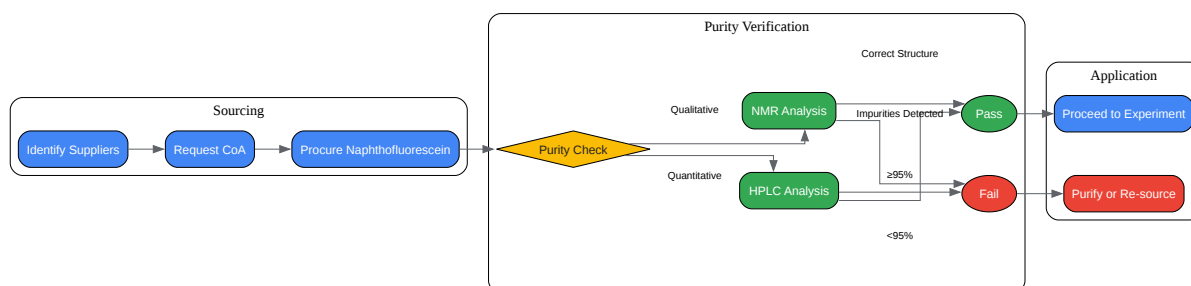 Sourcing
Identify Suppliers
Request CoA
Procure Naphthofluorescein
Purity Verification
Purity Check
Qualitative
Quantitative
NMR Analysis
HPLC Analysis
Correct Structure
Impurities Detected
≥95%
<95%
Pass
Fail
Application
Proceed to Experiment
Purify or Re-source